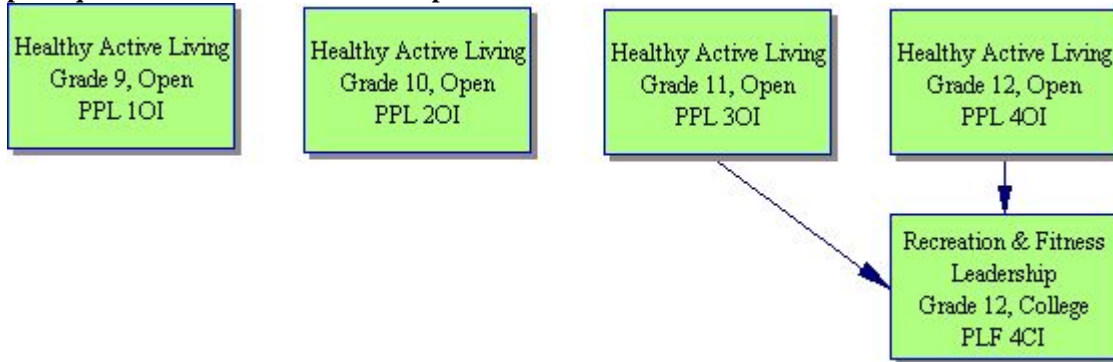 Healthy Active Living
Grade 9, Open
PPL 1OI
Healthy Active Living
Grade 10, Open
PPL 2OI
Healthy Active Living
Grade 11, Open
PPL 3OI
Healthy Active Living
Grade 12, Open
PPL 4OI
Recreation & Fitness
Leadership
Grade 12, College
PLF 4CI